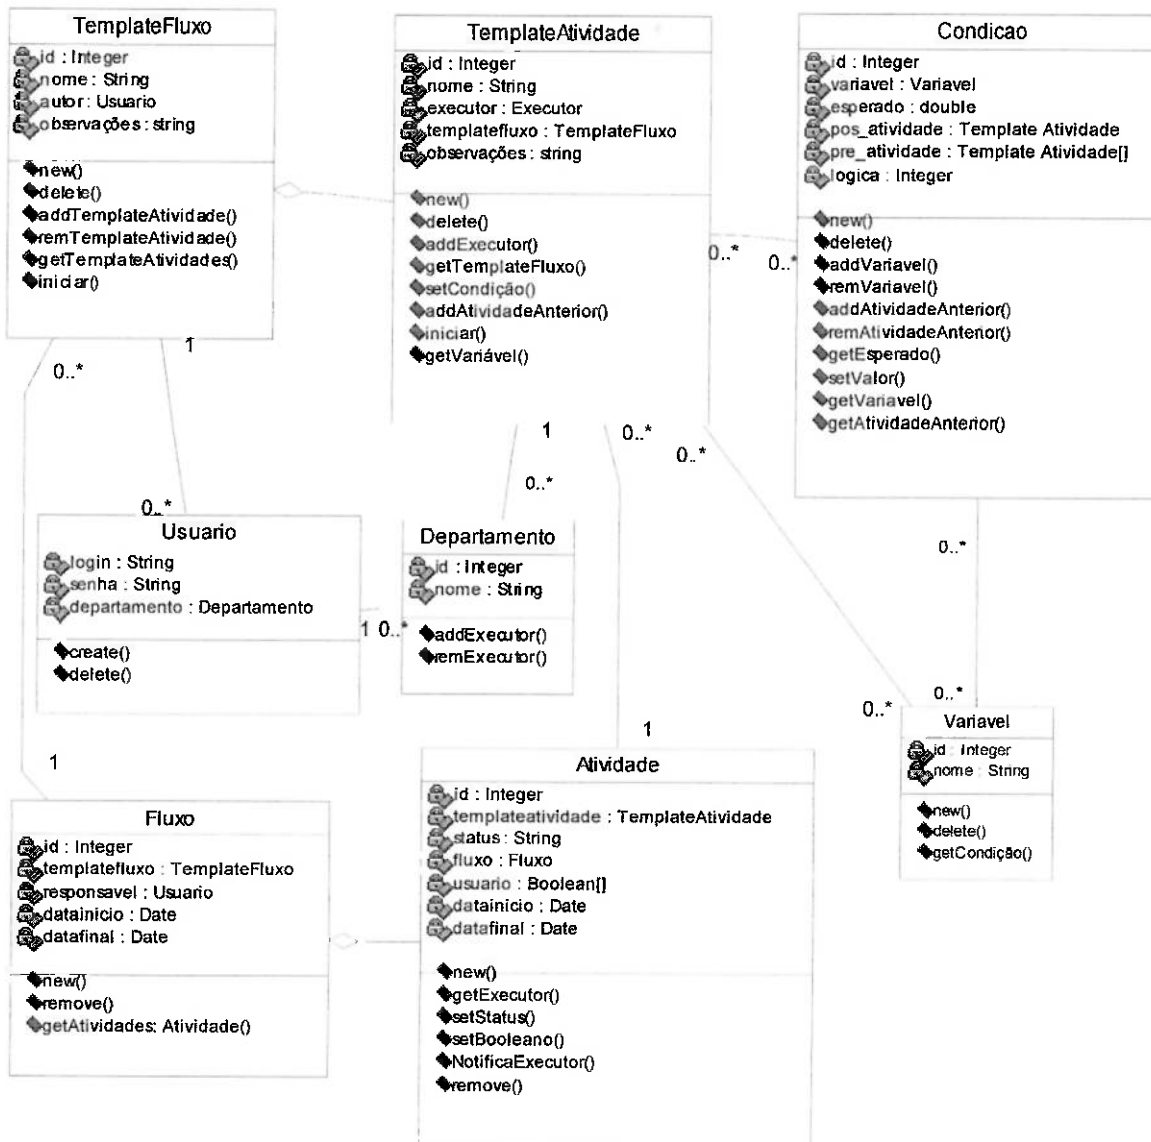 TemplateFluxo
id : Integer
nome : String
autor : Usuario
observações : string
new()
delete()
addTemplateAtividade()
remTemplateAtividade()
getTemplateAtividades()
iniciar()
TemplateAtividade
id : Integer
nome : String
executor : Executor
templatefluxo : TemplateFluxo
observações : string
new()
delete()
addExecutor()
getTemplateFluxo()
setCondição()
addAtividadeAnterior()
iniciar()
getVariável()
Condicao
id : Integer
variavel : Variavel
esperado : double
pos_atividade : Template Atividade
pre_atividade : Template Atividade[]
logica : Integer
new()
delete()
addVariavel()
remVariavel()
addAtividadeAnterior()
remAtividadeAnterior()
getEsperado()
setValor()
getVariavel()
getAtividadeAnterior()
0..*
0..*
1
0..*
1
0..*
0..*
0..*
0..*
0..*
Usuario
login : String
senha : String
departamento : Departamento
create()
delete()
1 0..*
Departamento
id : Integer
nome : String
addExecutor()
remExecutor()
0..*
0..*
Variavel
id : Integer
nome : String
new()
delete()
getCondição()
1
1
Fluxo
id : Integer
templatefluxo : TemplateFluxo
responsavel : Usuario
datainicio : Date
datafinal : Date
new()
remove()
getAtividades: Atividade()
Atividade
id : Integer
templateatividade : TemplateAtividade
status : String
fluxo : Fluxo
usuario : Boolean[]
datainicio : Date
datafinal : Date
new()
getExecutor()
setStatus()
setBooleano()
NotificaExecutor()
remove()